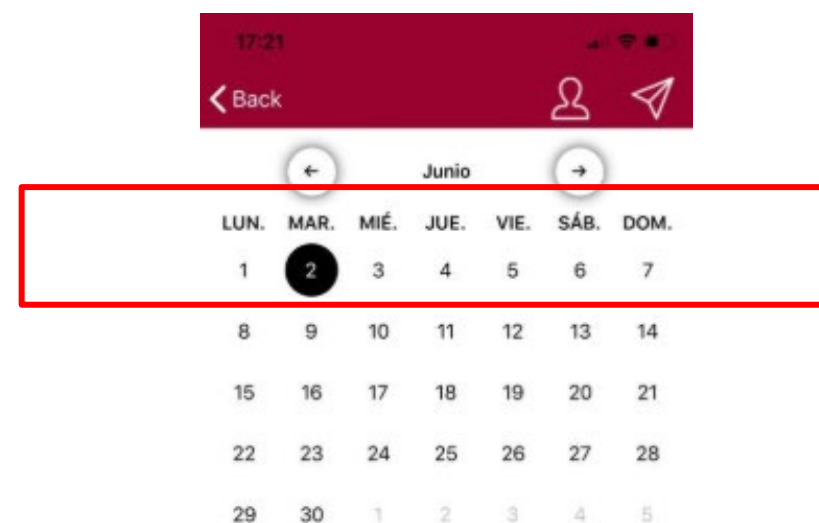 17:21
Back
Junio
LUN. MAR. MIÉ. JUE. VIE. SÁB. DOM.
1 2 3 4 5 6 7
8 9 10 11 12 13 14
15 16 17 18 19 20 21
22 23 24 25 26 27 28
29 30 1 2 3 4 5